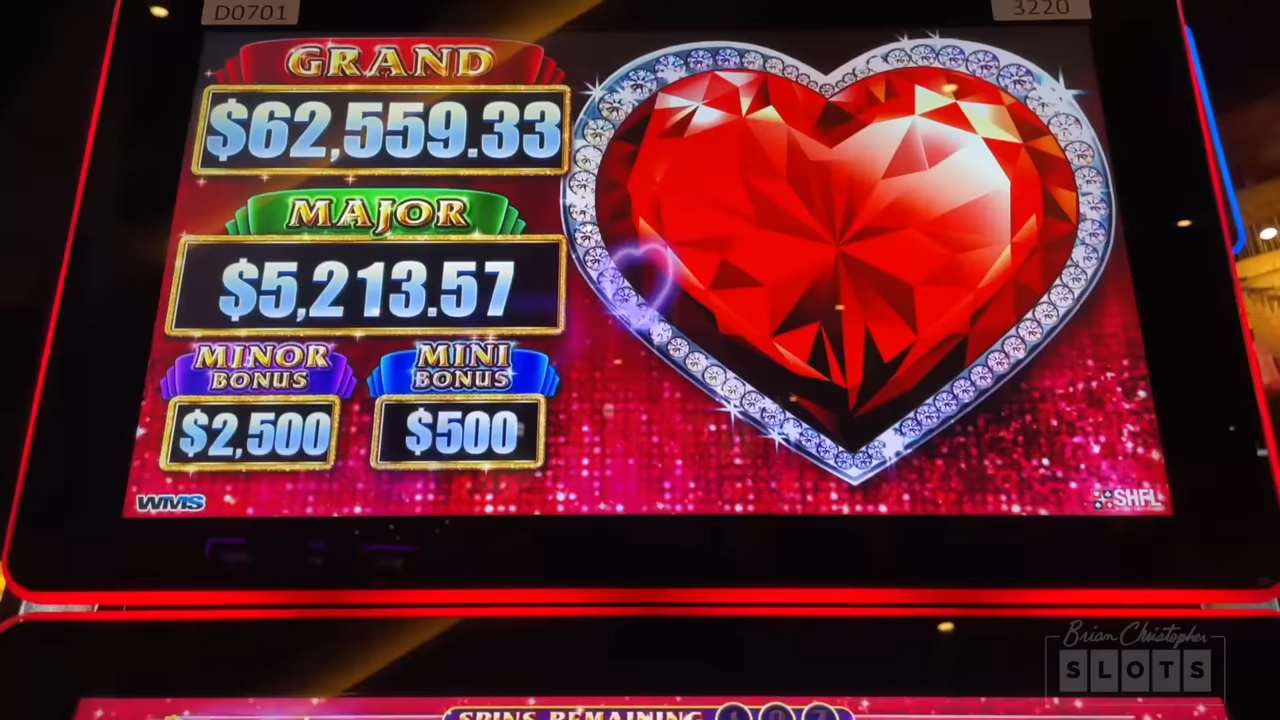 D0701
3220
GRAND
$62,559.33
MAJOR
$5,213.57
MINOR
BONUS
$2,500
MINI
BONUS
$500
WMS
SHFL
Brian Christopher
SLOTS
SPINS REMAINING